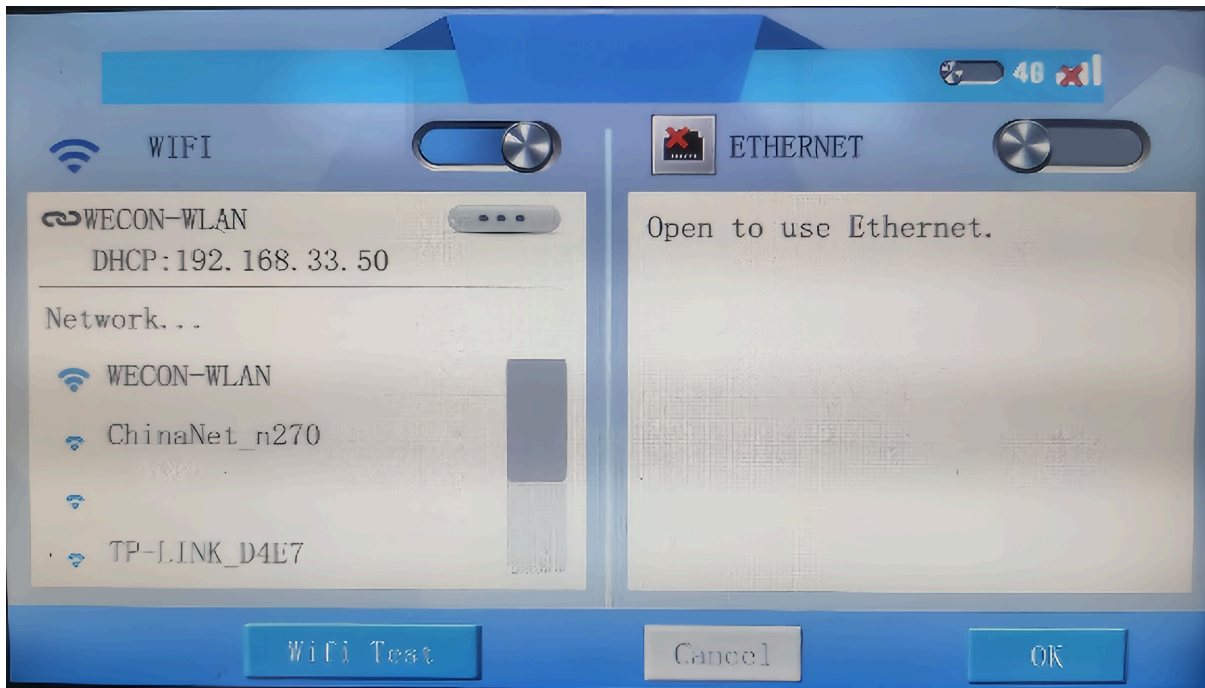 4G
WIFI
ETHERNET
WECON-WLAN
DHCP:192.168.33.50
Open to use Ethernet.
Network...
WECON-WLAN
ChinaNet_n270
TP-LINK_D4E7
Wifi Test
Cancel
OK